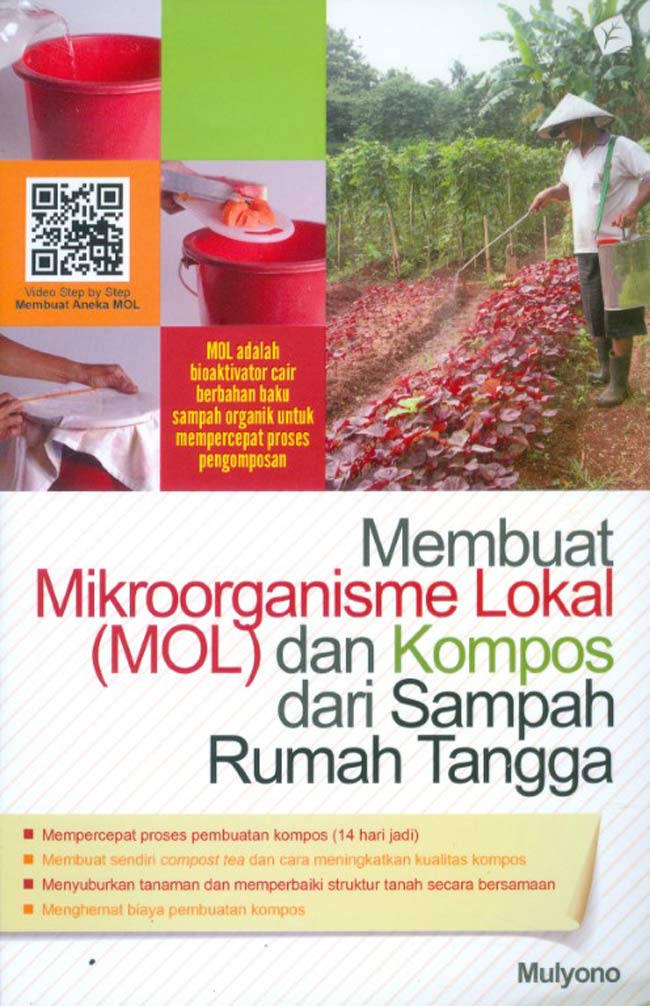 Video Step by Step
Membuat Aneka MOL
MOL adalah
bioaktivator cair
berbahan baku
sampah organik untuk
mempercepat proses
pengomposan
Membuat
Mikroorganisme Lokal
(MOL) dan Kompos
dari Sampah
Rumah Tangga
Mempercepat proses pembuatan kompos (14 hari jadi)
Membuat sendiri compost tea dan cara meningkatkan kualitas kompos
Menyuburkan tanaman dan memperbaiki struktur tanah secara bersamaan
Menghemat biaya pembuatan kompos
Mulyono